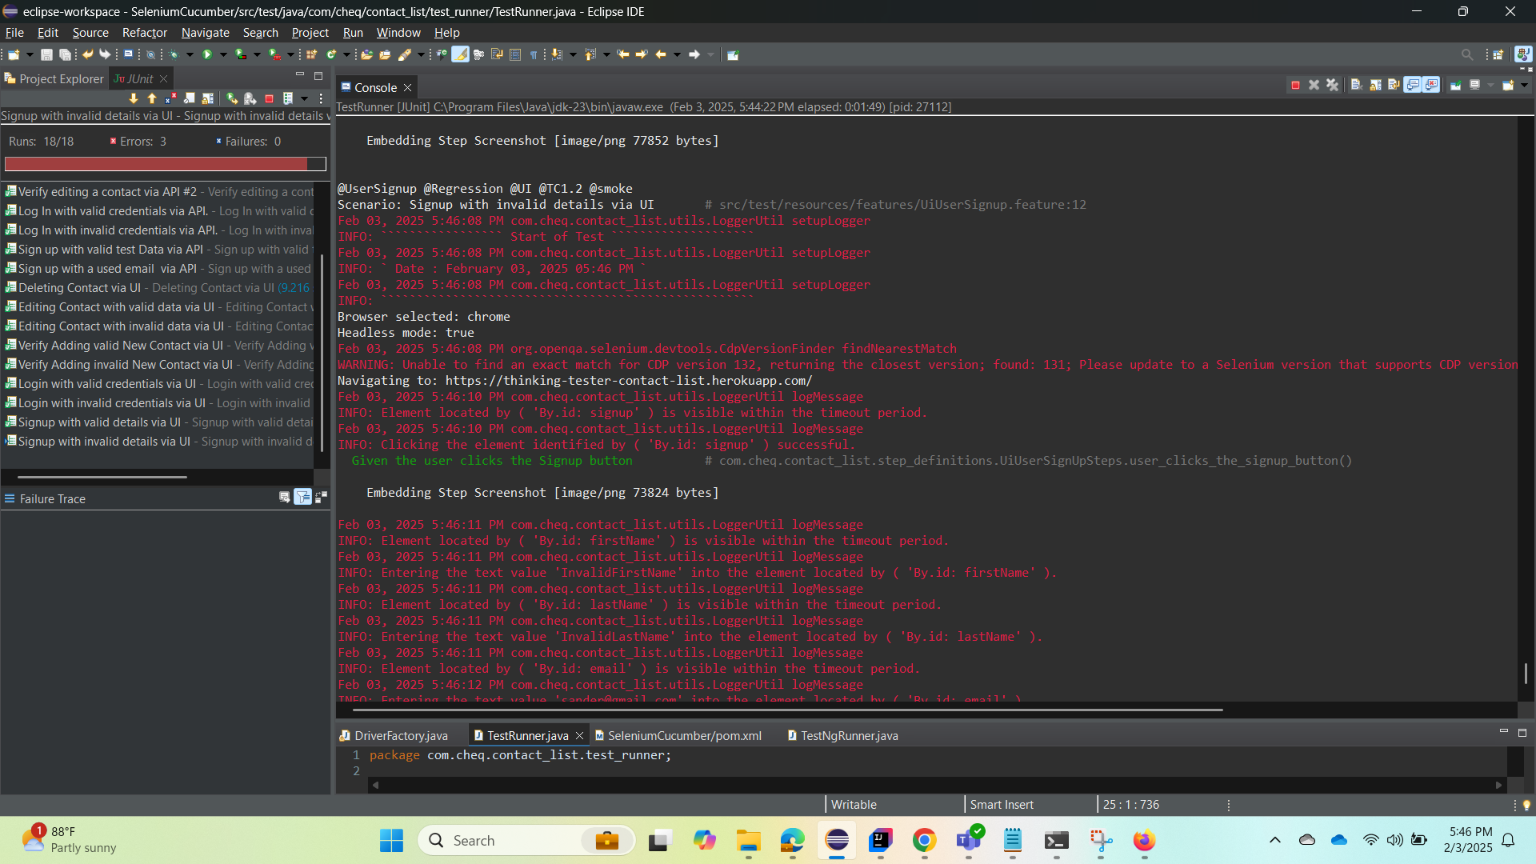 eclipse-workspace - SeleniumCucumber/src/test/java/com/cheq/contact_list/test_runner/TestRunner.java - Eclipse IDE
File Edit Source Refactor Navigate Search Project Run Window Help
Project Explorer JUnit
Console
TestRunner [JUnit] C:\Program Files\Java\jdk-23\bin\javaw.exe (Feb 3, 2025, 5:44:22 PM elapsed: 0:01:49) [pid: 27112]
Signup with invalid details via UI - Signup with invalid details v
Runs: 18/18 Errors: 3 Failures: 0
Verify editing a contact via API #2 - Verify editing a cont
Log In with valid credentials via API. - Log In with valid c
Log In with invalid credentials via API. - Log In with inva
Sign up with valid test Data via API - Sign up with valid
Sign up with a used email via API - Sign up with a used
Deleting Contact via UI - Deleting Contact via UI (9.216
Editing Contact with valid data via UI - Editing Contact v
Editing Contact with invalid data via UI - Editing Contac
Verify Adding valid New Contact via UI - Verify Adding v
Verify Adding invalid New Contact via UI - Verify Adding
Login with valid credentials via UI - Login with valid crec
Login with invalid credentials via UI - Login with invalid
Signup with valid details via UI - Signup with valid detai
Signup with invalid details via UI - Signup with invalid d
Failure Trace
Embedding Step Screenshot [image/png 77852 bytes]
@UserSignup @Regression @UI @TC1.2 @smoke
Scenario: Signup with invalid details via UI # src/test/resources/features/UiUserSignup.feature:12
Feb 03, 2025 5:46:08 PM com.cheq.contact_list.utils.LoggerUtil setupLogger
INFO: ````````````````` Start of Test ````````````````````
Feb 03, 2025 5:46:08 PM com.cheq.contact_list.utils.LoggerUtil setupLogger
INFO: ` Date : February 03, 2025 05:46 PM `
Feb 03, 2025 5:46:08 PM com.cheq.contact_list.utils.LoggerUtil setupLogger
INFO: ````````````````````````````````````````````````````
Browser selected: chrome
Headless mode: true
Feb 03, 2025 5:46:08 PM org.openqa.selenium.devtools.CdpVersionFinder findNearestMatch
WARNING: Unable to find an exact match for CDP version 132, returning the closest version; found: 131; Please update to a Selenium version that supports CDP version
Navigating to: https://thinking-tester-contact-list.herokuapp.com/
Feb 03, 2025 5:46:10 PM com.cheq.contact_list.utils.LoggerUtil logMessage
INFO: Element located by ( 'By.id: signup' ) is visible within the timeout period.
Feb 03, 2025 5:46:10 PM com.cheq.contact_list.utils.LoggerUtil logMessage
INFO: Clicking the element identified by ( 'By.id: signup' ) successful.
Given the user clicks the Signup button # com.cheq.contact_list.step_definitions.UiUserSignUpSteps.user_clicks_the_signup_button()
Embedding Step Screenshot [image/png 73824 bytes]
Feb 03, 2025 5:46:11 PM com.cheq.contact_list.utils.LoggerUtil logMessage
INFO: Element located by ( 'By.id: firstName' ) is visible within the timeout period.
Feb 03, 2025 5:46:11 PM com.cheq.contact_list.utils.LoggerUtil logMessage
INFO: Entering the text value 'InvalidFirstName' into the element located by ( 'By.id: firstName' ).
Feb 03, 2025 5:46:11 PM com.cheq.contact_list.utils.LoggerUtil logMessage
INFO: Element located by ( 'By.id: lastName' ) is visible within the timeout period.
Feb 03, 2025 5:46:11 PM com.cheq.contact_list.utils.LoggerUtil logMessage
INFO: Entering the text value 'InvalidLastName' into the element located by ( 'By.id: lastName' ).
Feb 03, 2025 5:46:11 PM com.cheq.contact_list.utils.LoggerUtil logMessage
INFO: Element located by ( 'By.id: email' ) is visible within the timeout period.
Feb 03, 2025 5:46:12 PM com.cheq.contact_list.utils.LoggerUtil logMessage
INFO: Entering the text value 'sander@gmail.com' into the element located by ( 'By.id: email' )
DriverFactory.java TestRunner.java SeleniumCucumber/pom.xml TestNgRunner.java
1 package com.cheq.contact_list.test_runner;
2
Writable Smart Insert 25 : 1 : 736
1 88°F
Partly sunny
Search
5:46 PM
2/3/2025